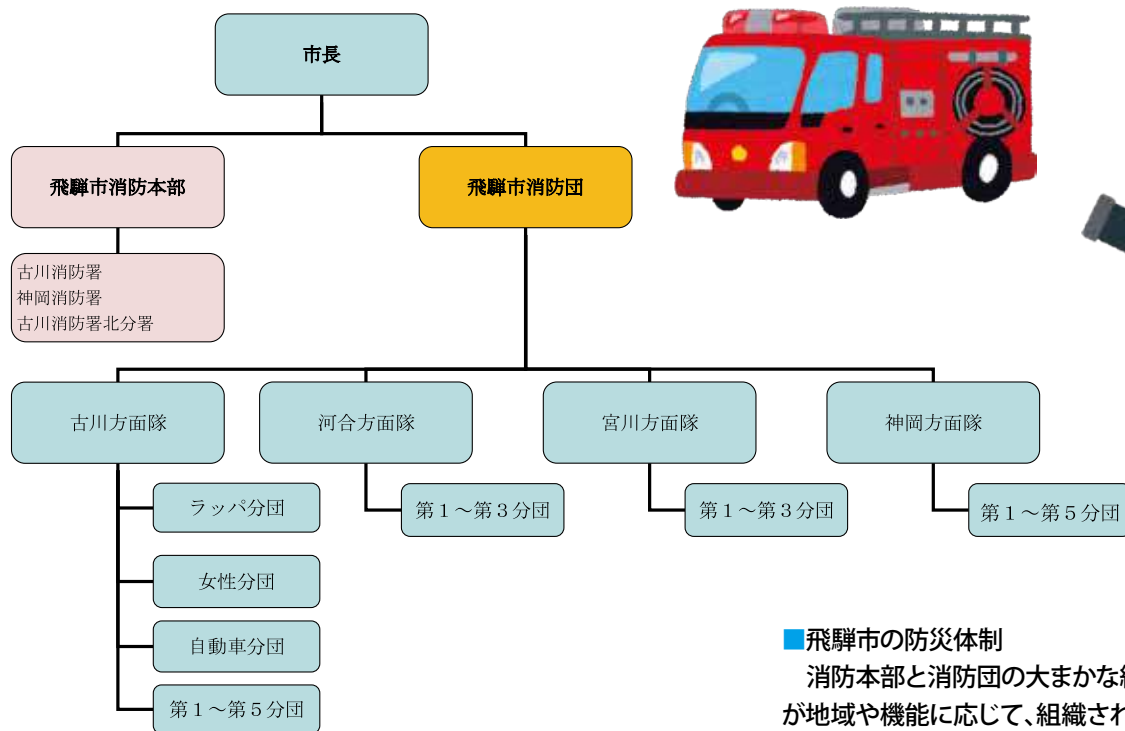 市長
飛騨市消防本部
飛騨市消防団
古川消防署
神岡消防署
古川消防署北分署
古川方面隊
河合方面隊
宮川方面隊
神岡方面隊
ラッパ分団
第１～第３分団
第１～第３分団
第１～第５分団
女性分団
自動車分団
第１～第５分団
■飛騨市の防災体制
消防本部と消防団の大まかな
が地域や機能に応じて、組織され